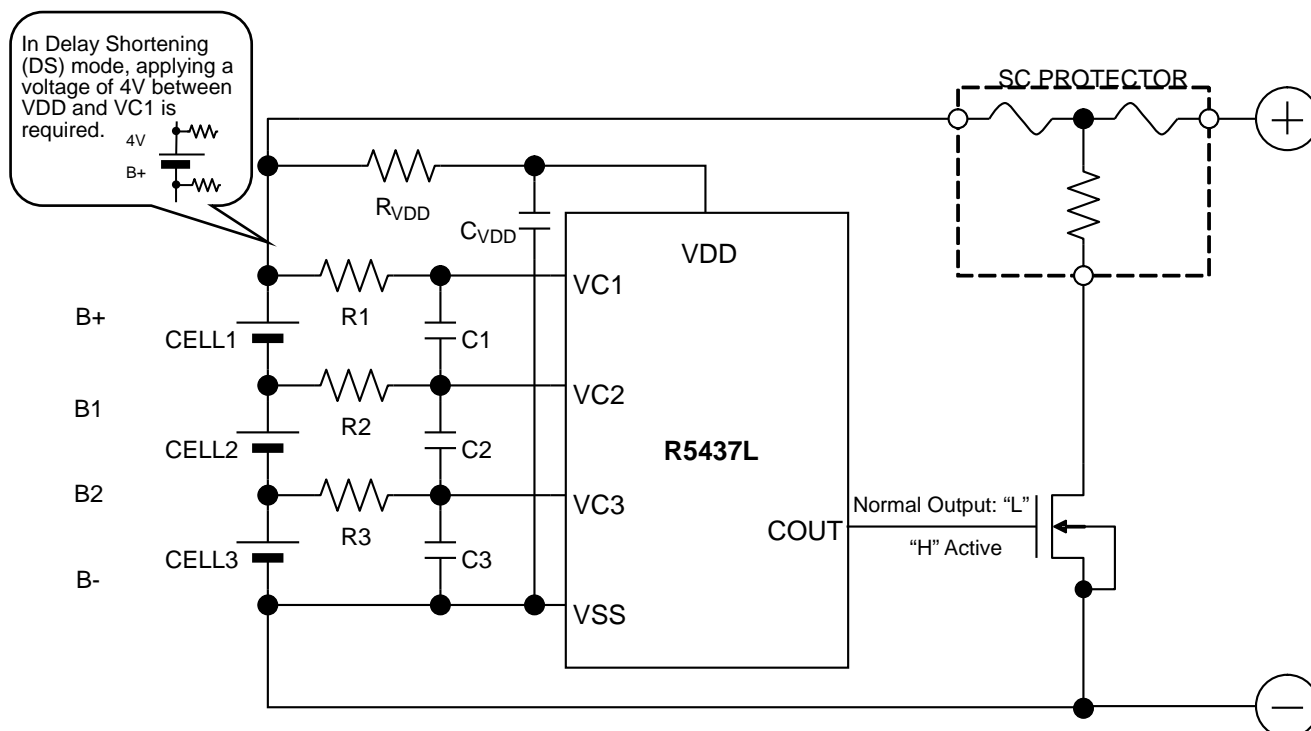 In Delay Shortening
(DS) mode, applying a
voltage of 4V between
VDD and VC1 is
required.
4V
B+
SC PROTECTOR
RVDD
CVDD
VDD
VC1
R1
B+
CELL1
C1
VC2
B1
R2
CELL2
C2
R5437L
B2
VC3
Normal Output: “L”
R3
COUT
CELL3
C3
“H” Active
B-
VSS